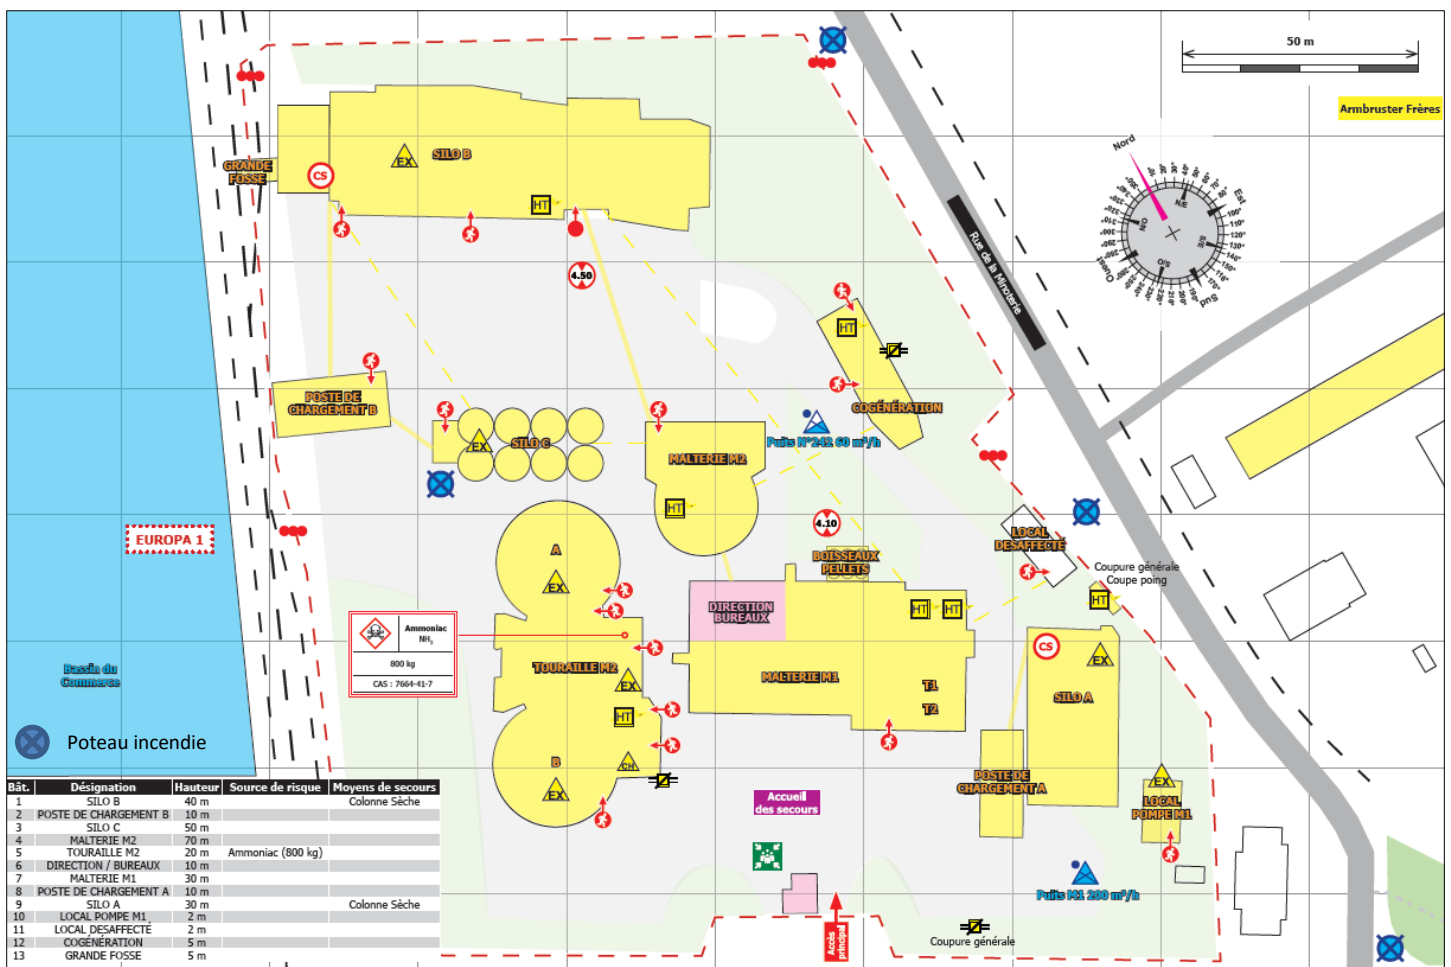 50 m
Armbruster Frères
Nord
Est
Sud
Ouest
N/E
S/E
S/O
N/O
Rue de la Minoterie
GRANDE
FOSSE
CS
EX
SILO B
HT
4.50
HT
COGÉNÉRATION
POSTE DE
CHARGEMENT B
EX
SILO C
MALTERIE M2
HT
Puits N°242 60 m³/h
4.10
BOISSEAUX
PELLETS
LOCAL
DESAFFECTÉ
Coupure générale
Coupe poing
HT
EUROPA 1
A
EX
DIRECTION
BUREAUX
HT
HT
Ammoniac
NH3
800 kg
CAS : 7664-41-7
TOURAILLE M2
EX
HT
CH
B
EX
MALTERIE M1
T1
T2
CS
EX
SILO A
POSTE DE
CHARGEMENT A
EX
LOCAL
POMPE M1
Bassin du
Commerce
Poteau incendie
Accueil
des secours
Puits M1 200 m³/h
Accès
principal
Coupure générale
Bât. Désignation Hauteur Source de risque Moyens de secours
1 SILO B 40 m Colonne Sèche
2 POSTE DE CHARGEMENT B 10 m
3 SILO C 50 m
4 MALTERIE M2 70 m
5 TOURAILLE M2 20 m Ammoniac (800 kg)
6 DIRECTION / BUREAUX 10 m
7 MALTERIE M1 30 m
8 POSTE DE CHARGEMENT A 10 m
9 SILO A 30 m Colonne Sèche
10 LOCAL POMPE M1 2 m
11 LOCAL DESAFFECTÉ 2 m
12 COGÉNÉRATION 5 m
13 GRANDE FOSSE 5 m